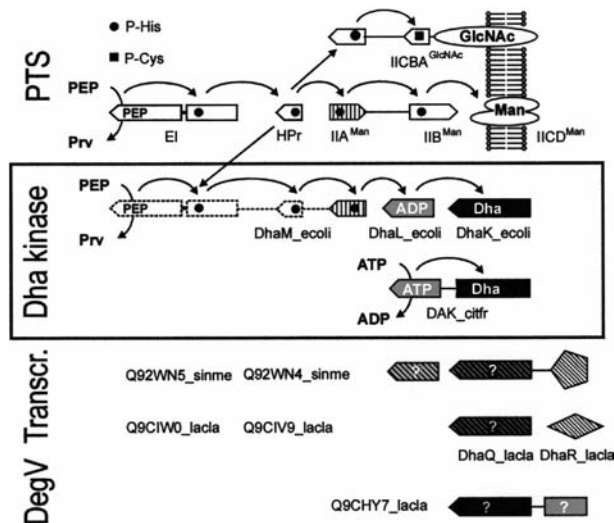 P-His
P-Cys
PTS
GlcNAc
IICBA^GlcNAc
PEP
PEP
Man
Prv
EI
HPr
IIA^Man
IIB^Man
IICD^Man
Dha kinase
PEP
PEP
ADP
Dha
Prv
DhaM_ecoli
DhaL_ecoli
DhaK_ecoli
ATP
ATP
Dha
ADP
DAK_citfr
Transcr.
Q92WN5_sinme
Q92WN4_sinme
?
?
Q9CIW0_lacla
Q9CIV9_lacla
?
DhaQ_lacla
DhaR_lacla
DegV
Q9CHY7_lacla
?
?